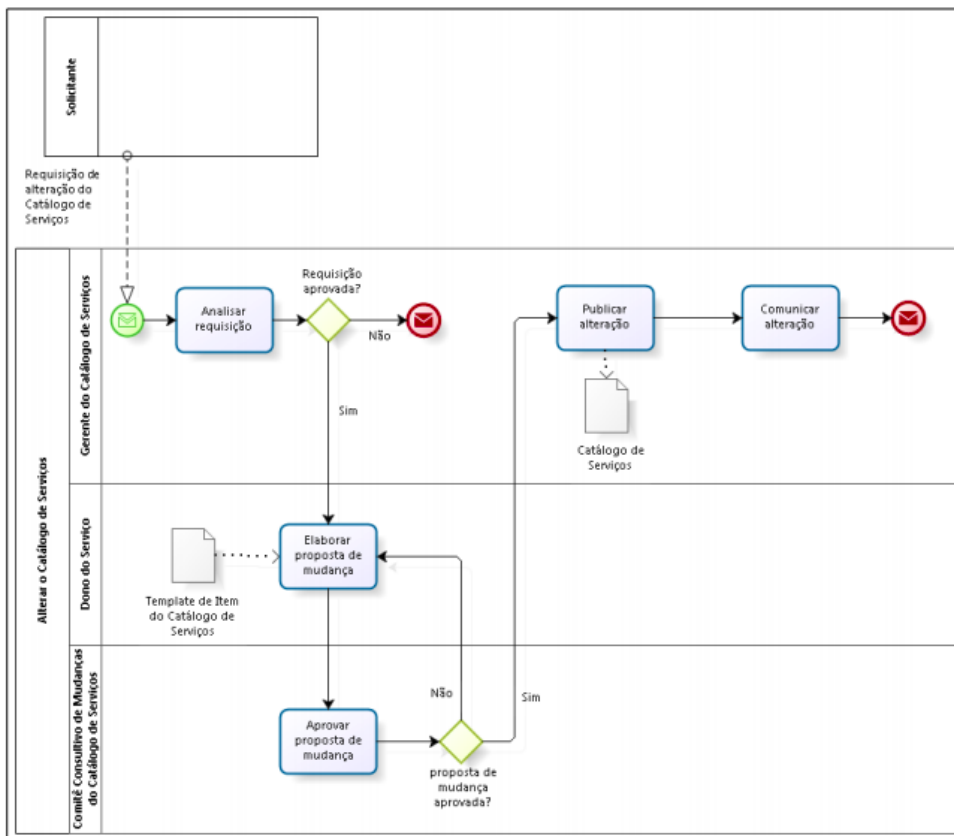 Solicitante
Requisição de
alteração do
Catálogo de
Serviços
Alterar o Catálogo de Serviços
Gerente do Catálogo de Serviços
Analisar
requisição
Requisição
aprovada?
Não
Sim
Publicar
alteração
Comunicar
alteração
Catálogo de
Serviços
Dono do Serviço
Template de Item
do Catálogo de
Serviços
Elaborar
proposta de
mudança
Comitê Consultivo de Mudanças
do Catálogo de Serviços
Aprovar
proposta de
mudança
Não
Sim
proposta de
mudança
aprovada?